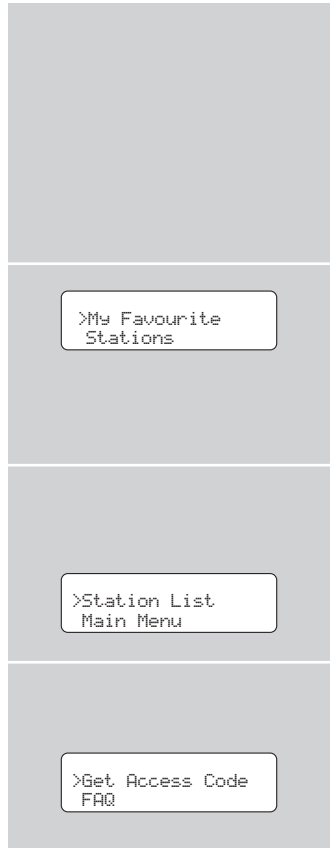 >My Favourite
Stations
>Station List
Main Menu
>Get Access Code
FAQ